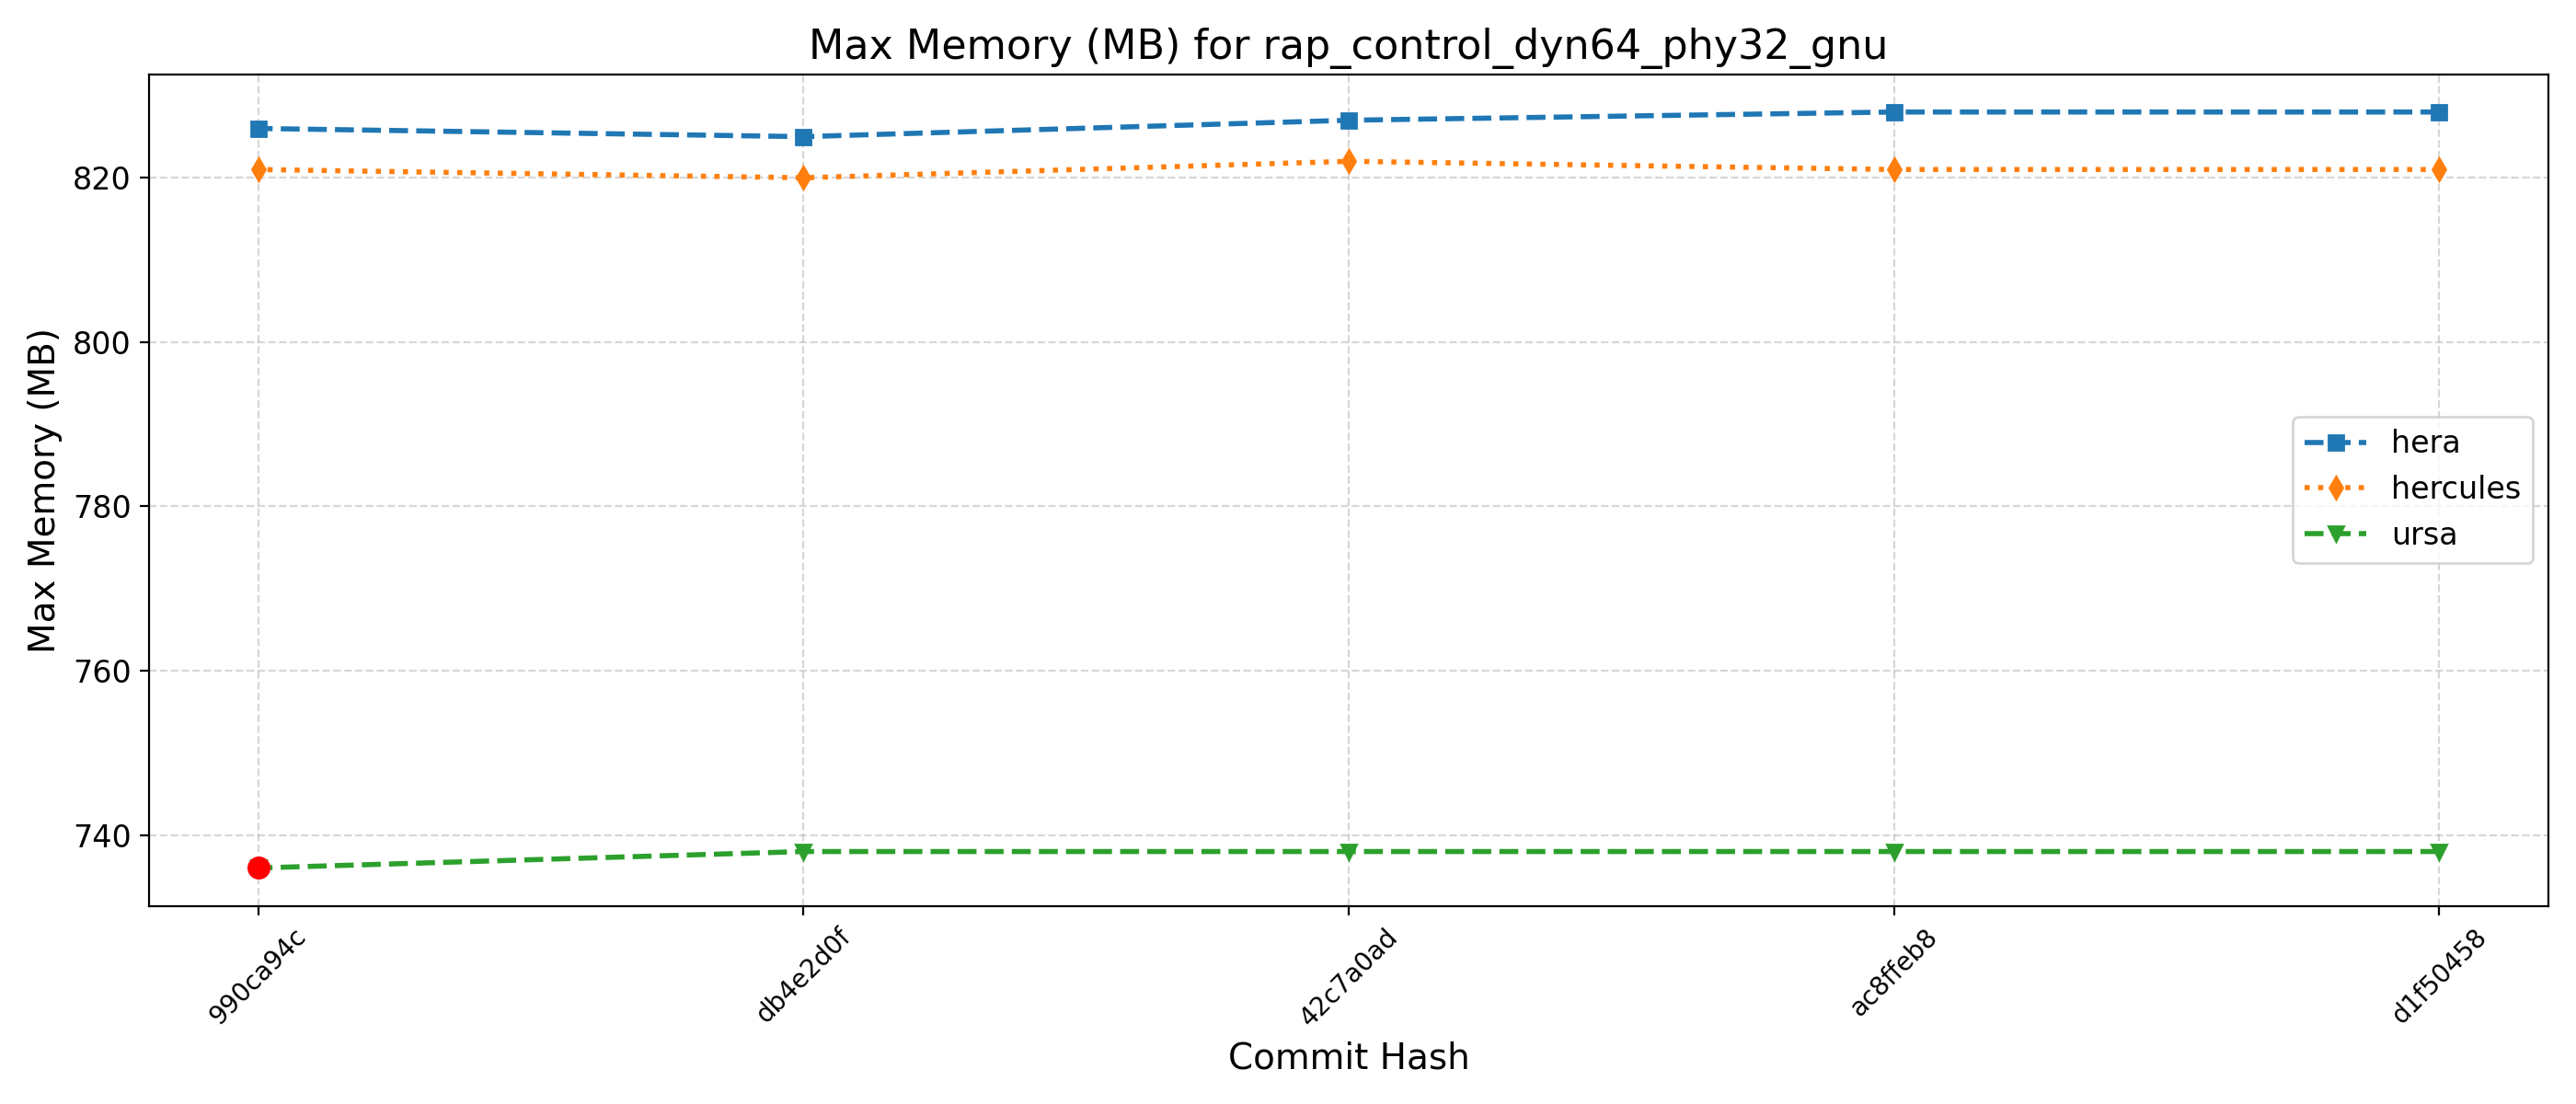 Max Memory (MB) for rap_control_dyn64_phy32_gnu
Max Memory (MB)
820
800
780
760
740
hera
hercules
ursa
990ca94c
db4e2d0f
42c7a0ad
ac8ffeb8
d1f50458
Commit Hash